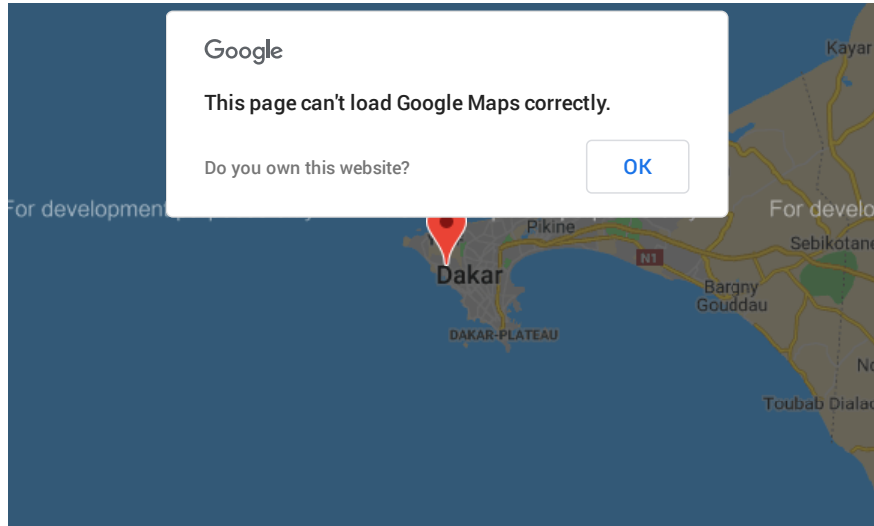 Google
This page can't load Google Maps correctly.
Do you own this website?
OK
Kayar
For development
For develo
Pikine
Sebikotane
N1
Dakar
Bargny
Gouddau
DAKAR-PLATEAU
Toubab Dialac